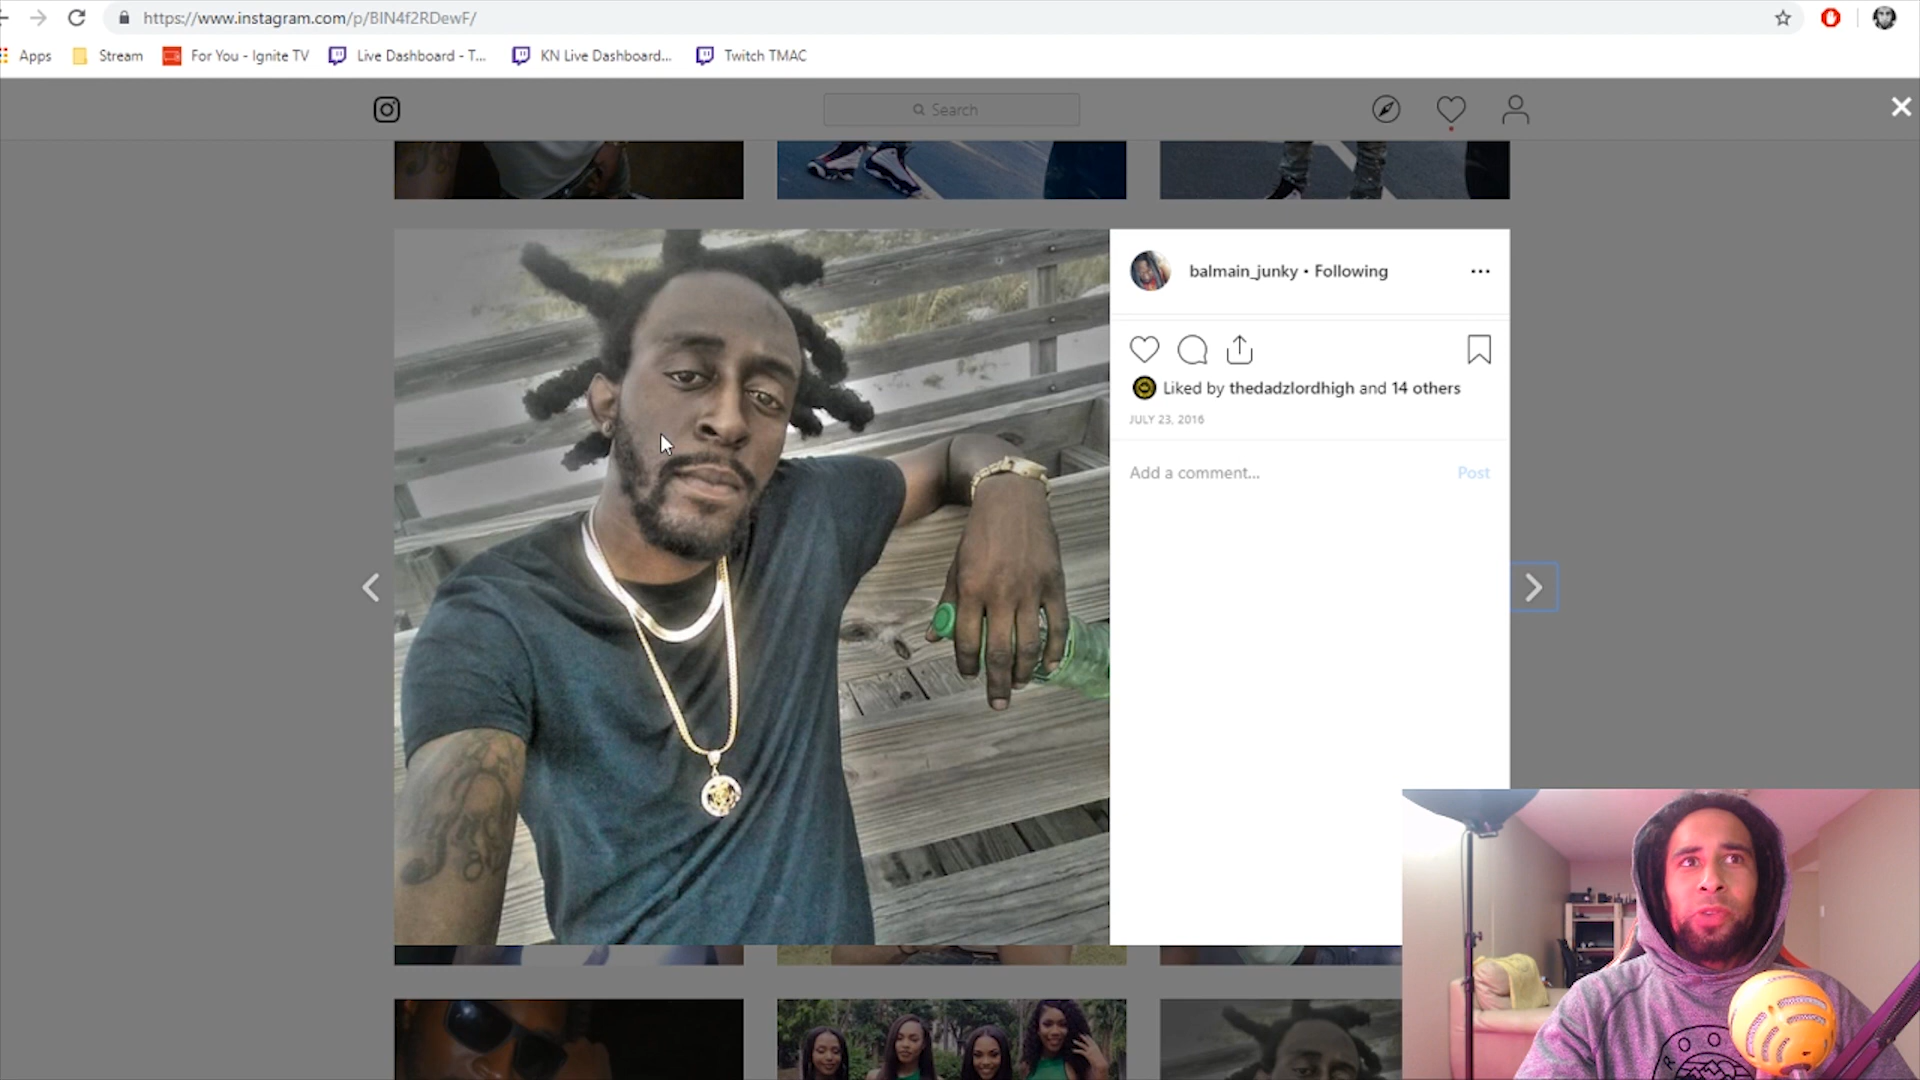 https://www.instagram.com/p/BIN4f2RDewF/
Apps Stream For You - Ignite TV Live Dashboard - T... KN Live Dashboard... Twitch TMAC
Search
balmain_junky • Following
Liked by thedadzlordhigh and 14 others
JULY 23, 2016
Add a comment... Post